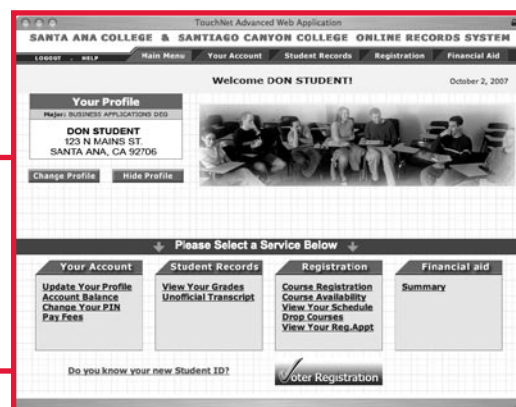 TouchNet Advanced Web Application
SANTA ANA COLLEGE & SANTIAGO CANYON COLLEGE ONLINE RECORDS SYSTEM
LOGOUT . HELP Main Menu Your Account Student Records Registration Financial Aid
Welcome DON STUDENT! October 2, 2007
Your Profile
Major: BUSINESS APPLICATIONS DEG
DON STUDENT
123 N MAINS ST.
SANTA ANA, CA 92706
Change Profile Hide Profile
Please Select a Service Below
Your Account
Update Your Profile
Account Balance
Change Your PIN
Pay Fees
Student Records
View Your Grades
Unofficial Transcript
Registration
Course Registration
Course Availability
View Your Schedule
Drop Courses
View Your Reg.Appt
Financial aid
Summary
Do you know your new Student ID?
Voter Registration